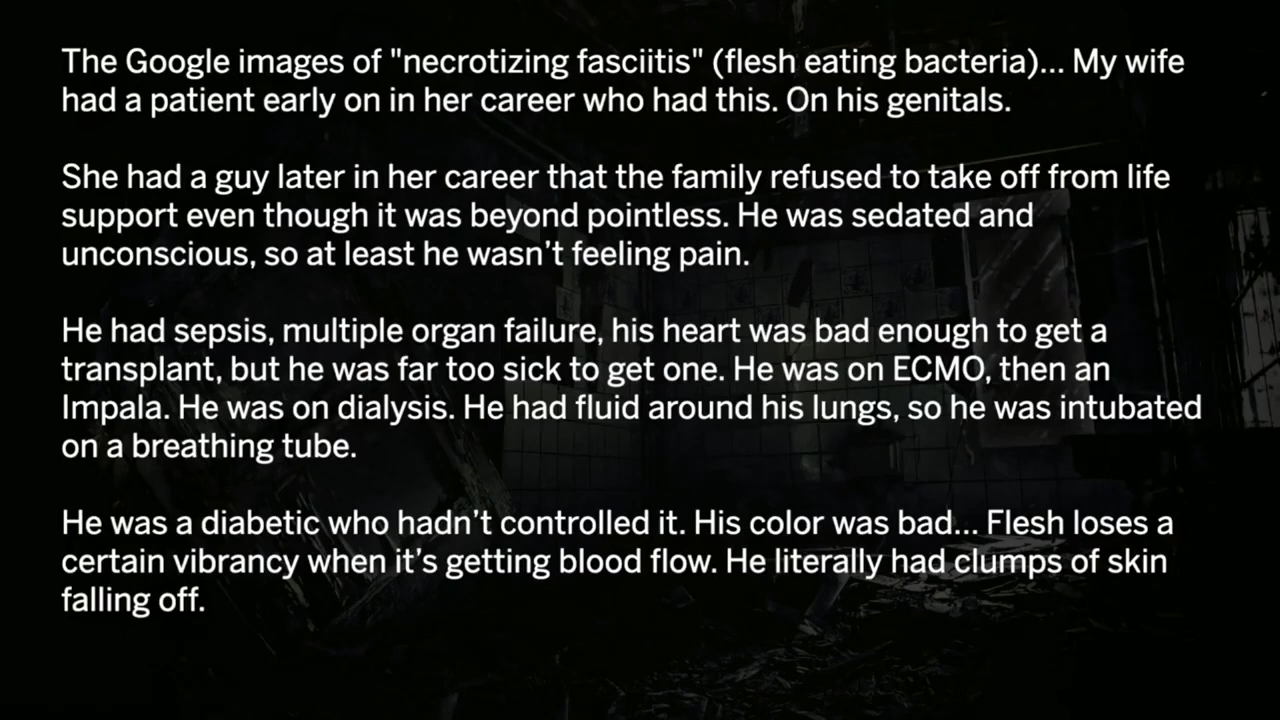 The Google images of "necrotizing fasciitis" (flesh eating bacteria)... My wife
had a patient early on in her career who had this. On his genitals.
She had a guy later in her career that the family refused to take off from life
support even though it was beyond pointless. He was sedated and
unconscious, so at least he wasn't feeling pain.
He had sepsis, multiple organ failure, his heart was bad enough to get a
transplant, but he was far too sick to get one. He was on ECMO, then an
Impala. He was on dialysis. He had fluid around his lungs, so he was intubated
on a breathing tube.
He was a diabetic who hadn't controlled it. His color was bad... Flesh loses a
certain vibrancy when it's getting blood flow. He literally had clumps of skin
falling off.